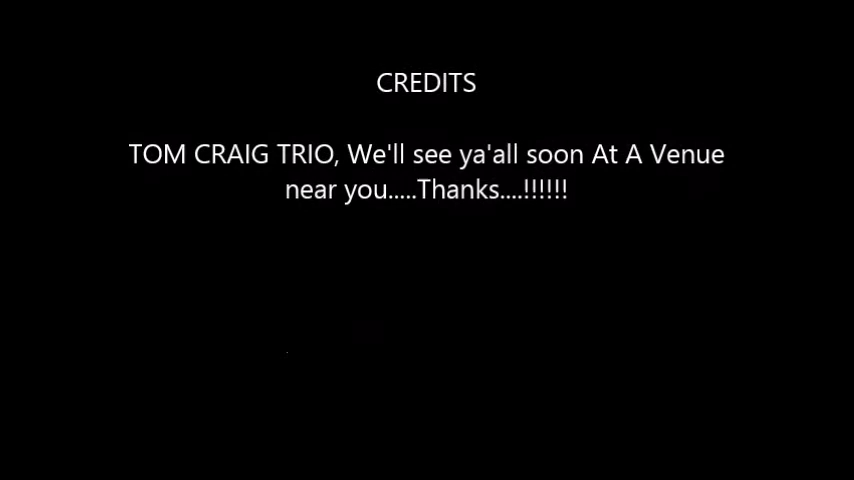 CREDITS
TOM CRAIG TRIO, We'll see ya'all soon At A Venue
near you.....Thanks....!!!!!!